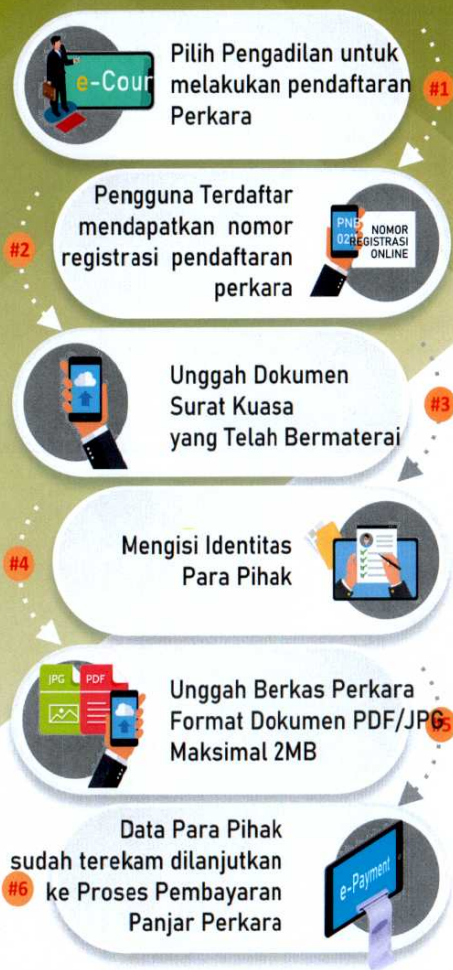 e-Cour
Pilih Pengadilan untuk
melakukan pendaftaran
Perkara
#1
Pengguna Terdaftar
mendapatkan nomor
registrasi pendaftaran
perkara
#2
PNB
NOMOR
REGISTRASI
ONLINE
Unggah Dokumen
Surat Kuasa
yang Telah Bermaterai
#3
Mengisi Identitas
Para Pihak
#4
JPG PDF
Unggah Berkas Perkara
Format Dokumen PDF/JPG
Maksimal 2MB
#5
Data Para Pihak
sudah terekam dilanjutkan
ke Proses Pembayaran
Panjar Perkara
#6
e-Payment